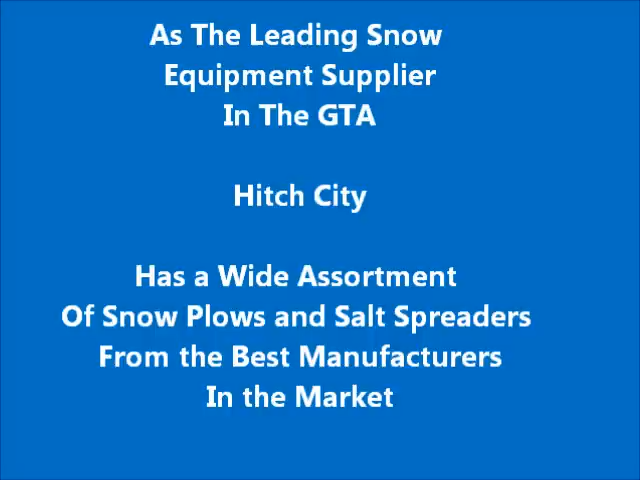 As The Leading Snow
Equipment Supplier
In The GTA
Hitch City
Has a Wide Assortment
Of Snow Plows and Salt Spreaders
From the Best Manufacturers
In the Market